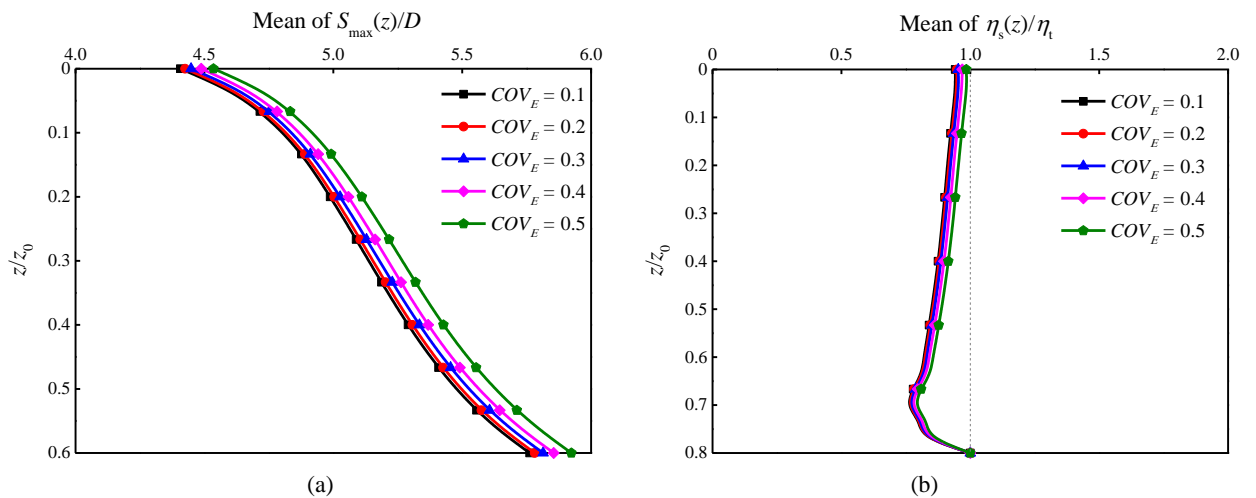 Mean of S_max(z)/D
4.0 4.5 5.0 5.5 6.0
0
0.1
0.2
0.3
0.4
0.5
0.6
z/z_0
COV_E = 0.1
COV_E = 0.2
COV_E = 0.3
COV_E = 0.4
COV_E = 0.5
(a)
Mean of η_s(z)/η_t
0 0.5 1.0 1.5 2.0
0
0.1
0.2
0.3
0.4
0.5
0.6
0.7
0.8
z/z_0
COV_E = 0.1
COV_E = 0.2
COV_E = 0.3
COV_E = 0.4
COV_E = 0.5
(b)